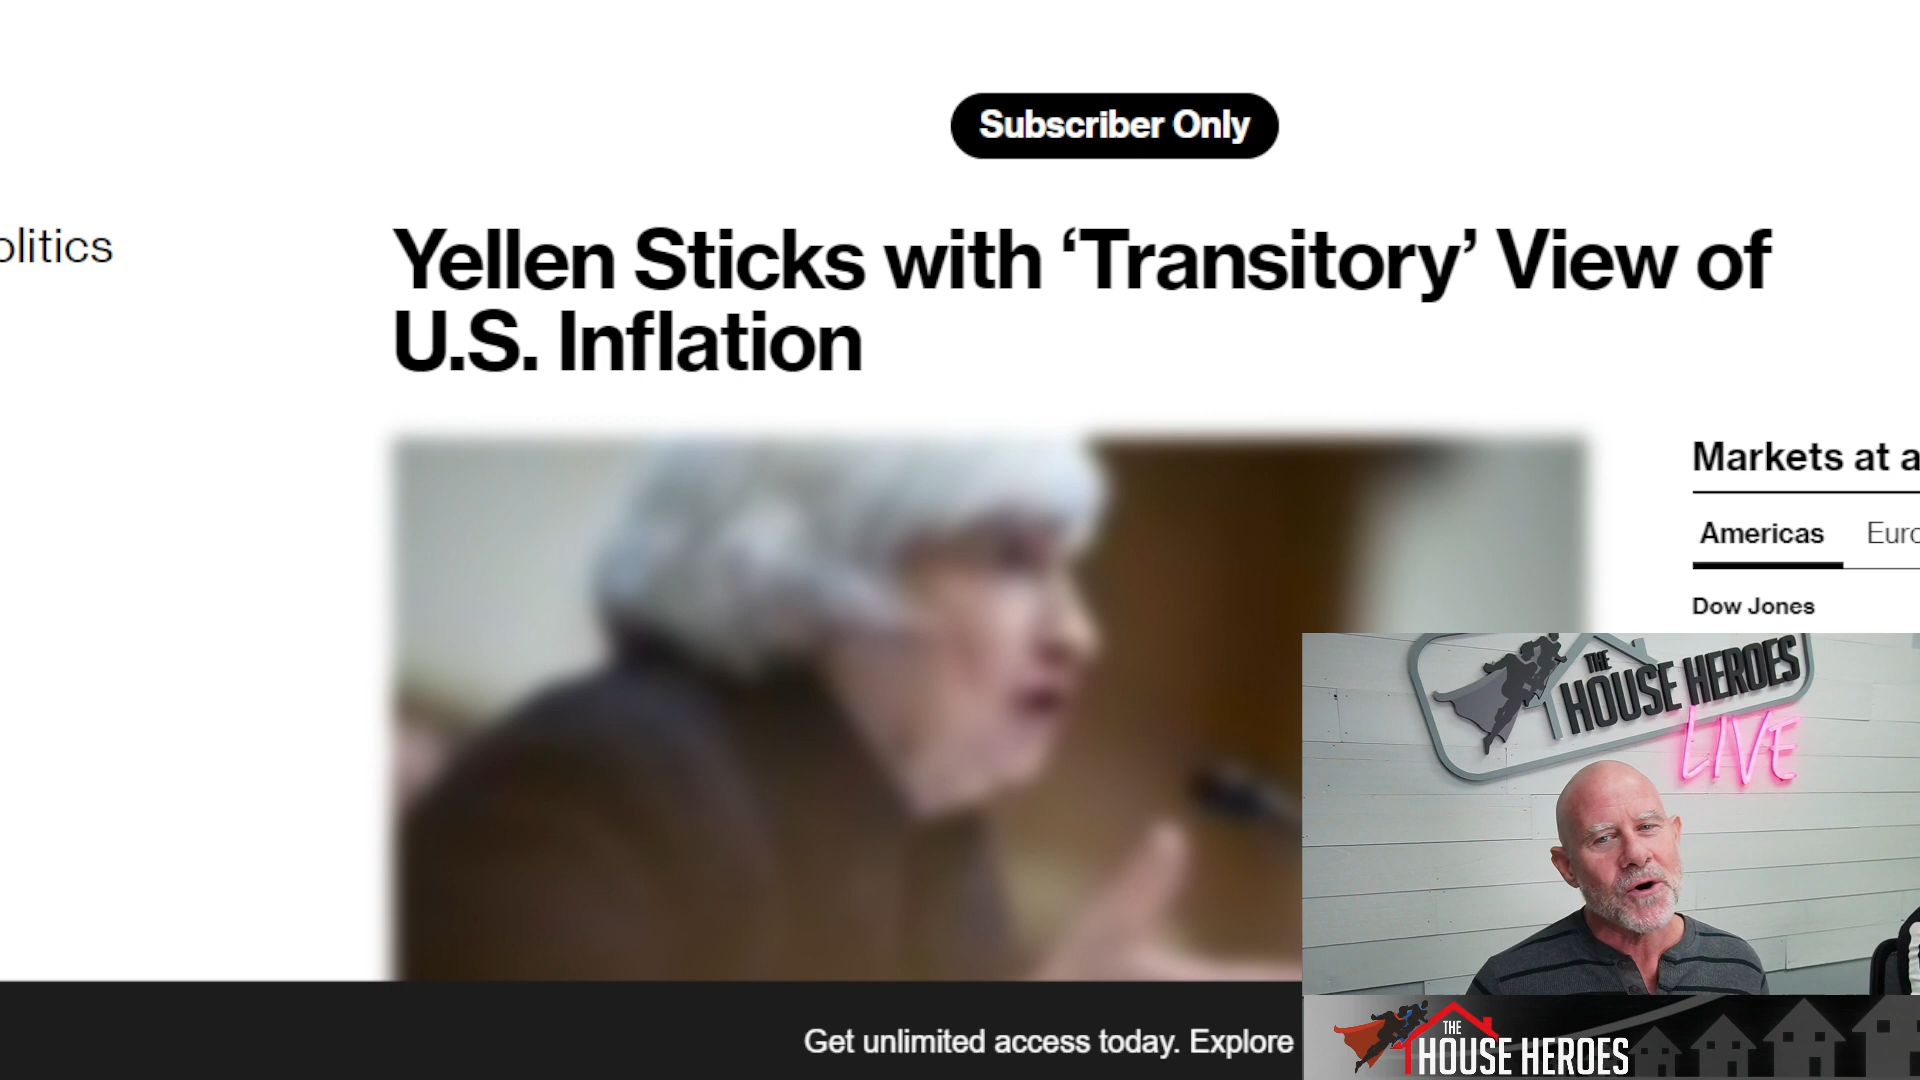 Subscriber Only
olitics
Yellen Sticks with ‘Transitory’ View of
U.S. Inflation
Markets at a
Americas Euro
Dow Jones
THE
HOUSE HEROES
LIVE
Get unlimited access today. Explore
THE
HOUSE HEROES